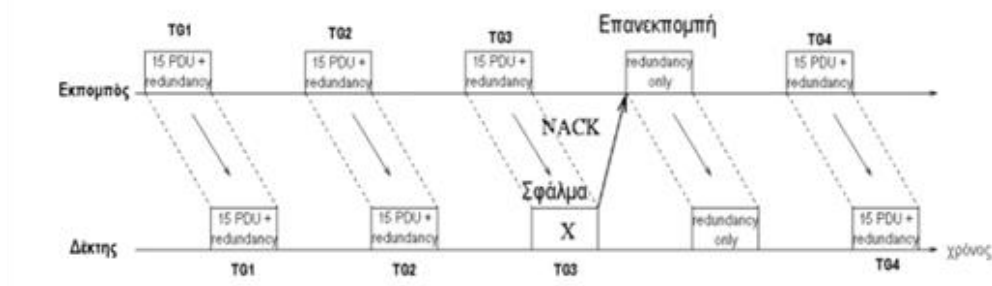 TG1
TG2
TG3
Επανεκπομπή
TG4
15 PDU +
redundancy
15 PDU +
redundancy
15 PDU +
redundancy
redundancy
only
15 PDU +
redundancy
Εκπομπὸς
NACK
Σφάλμα
15 PDU +
redundancy
15 PDU +
redundancy
X
redundancy
only
15 PDU +
redundancy
Δέκτης
χρόνος
TG1
TG2
TG3
TG4